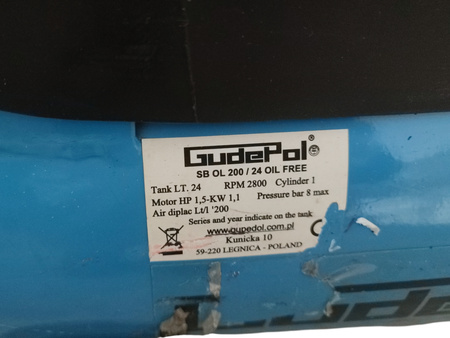 GudePol®
SB OL 200 / 24 OIL FREE
Tank LT. 24 RPM 2800 Cylinder 1
Motor HP 1,5-KW 1,1 Pressure bar 8 max
Air diplac Lt/l '200
Series and year indicate on the tank
www.gupedol.com.pl
Kunicka 10
59-220 LEGNICA - POLAND
GudePol